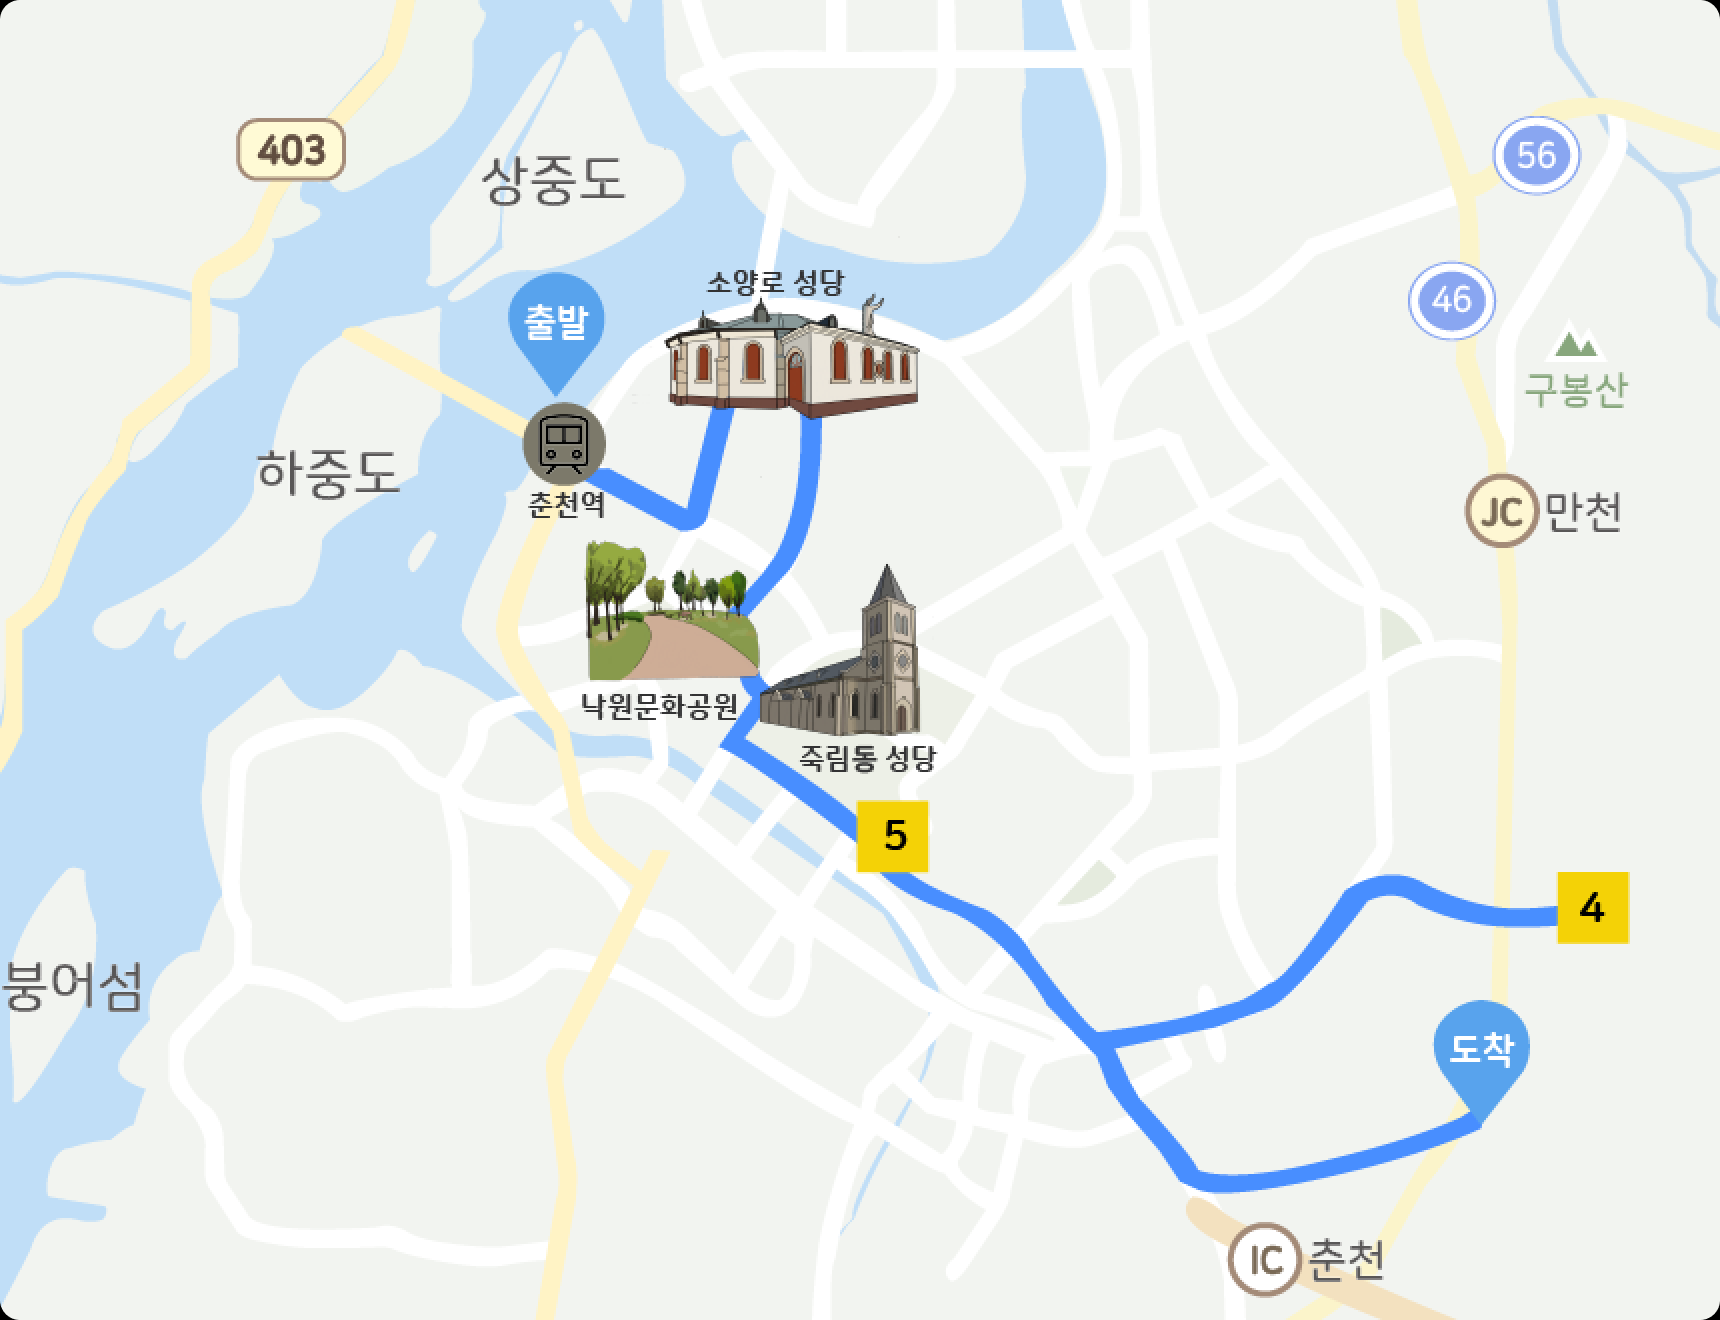 403
상중도
56
소양로 성당
출발
46
구봉산
하중도
춘천역
JC 만천
낙원문화공원
죽림동 성당
5
4
붕어섬
도착
IC 춘천